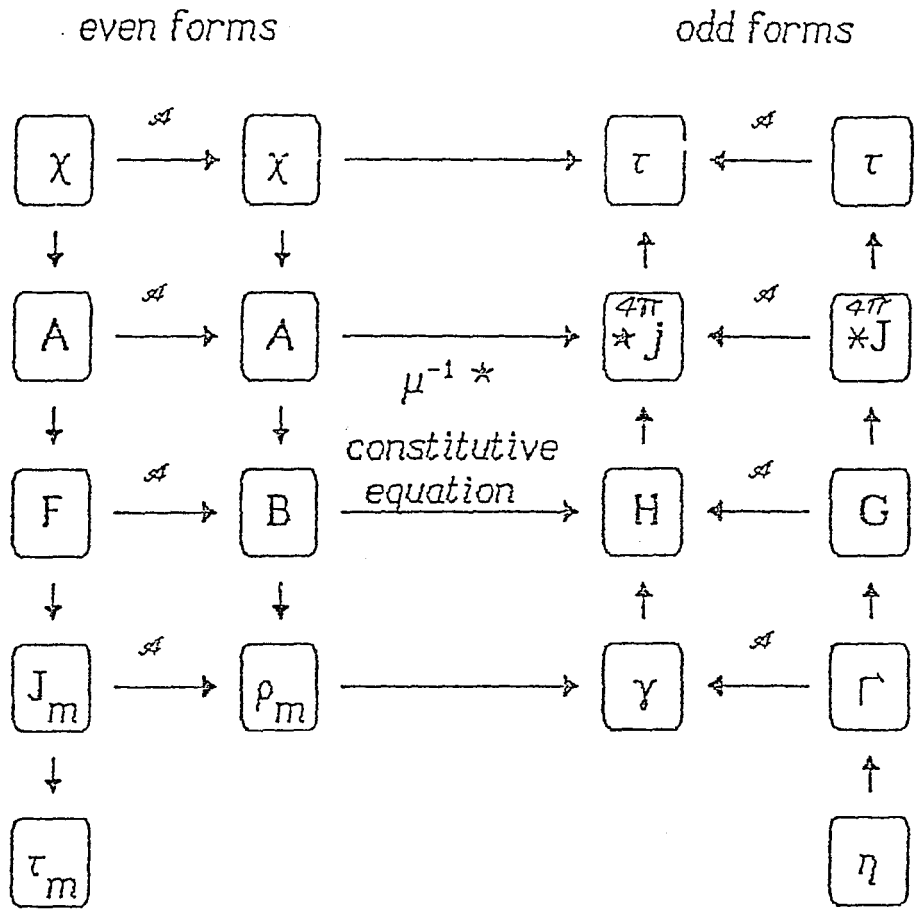 even forms odd forms
𝒜 𝒜
χ χ τ τ
𝒜 𝒜
A A 4π *j 4π *J
μ⁻¹ *
constitutive
equation
𝒜 𝒜
F B H G
𝒜 𝒜
J_m ρ_m γ Γ
τ_m η